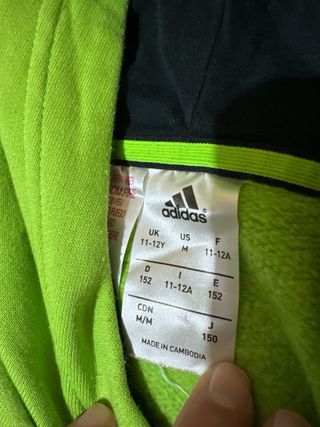 adidas
UK US F
11-12Y M 11-12A
D I E
152 11-12A 152
CDN J
M/M 150
MADE IN CAMBODIA